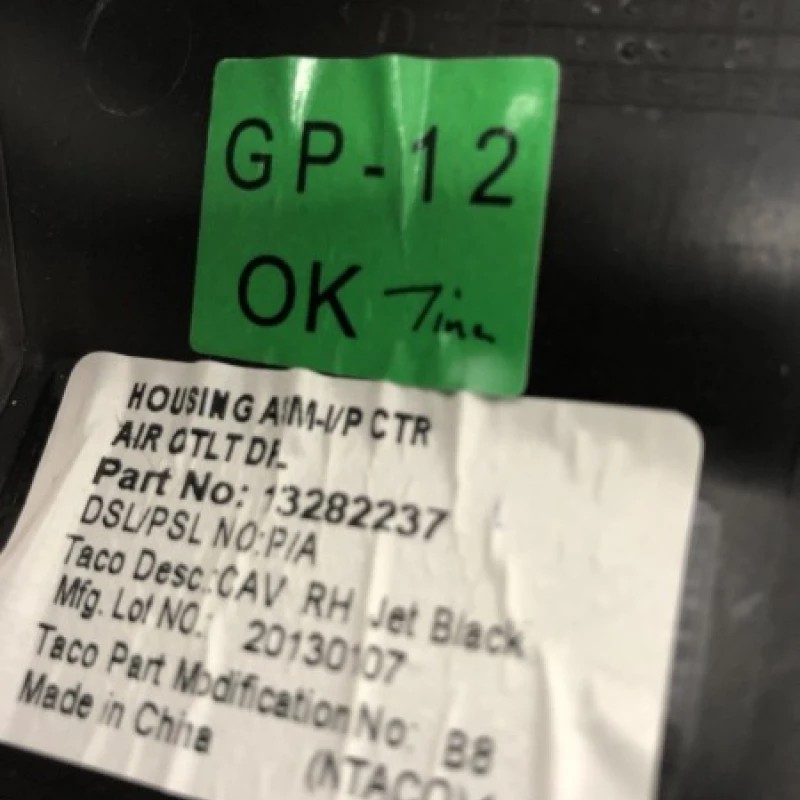 GP-12
OK Tina
HOUSING ASM-I/P CTR
AIR OTLT DFL
Part No: 13282237
DSL/PSL NO:P/A
Taco Desc.:CAV RH Jet Black
Mfg. Lot NO.: 20130107
Taco Part Modification No: B8
Made in China